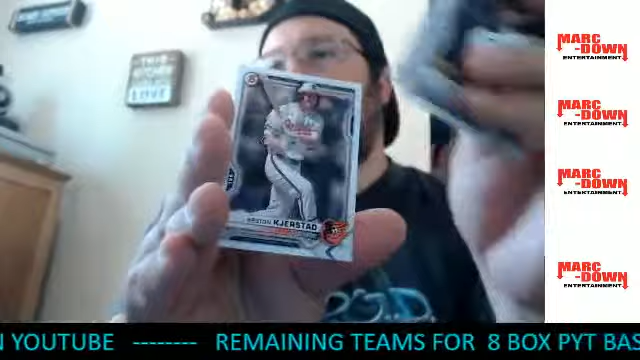 LOVE
KJERSTAD
MARC
-DOWN
ENTERTAINMENT
MARC
-DOWN
ENTERTAINMENT
MARC
-DOWN
ENTERTAINMENT
MARC
-DOWN
ENTERTAINMENT
N YOUTUBE -------- REMAINING TEAMS FOR 8 BOX PYT BAS